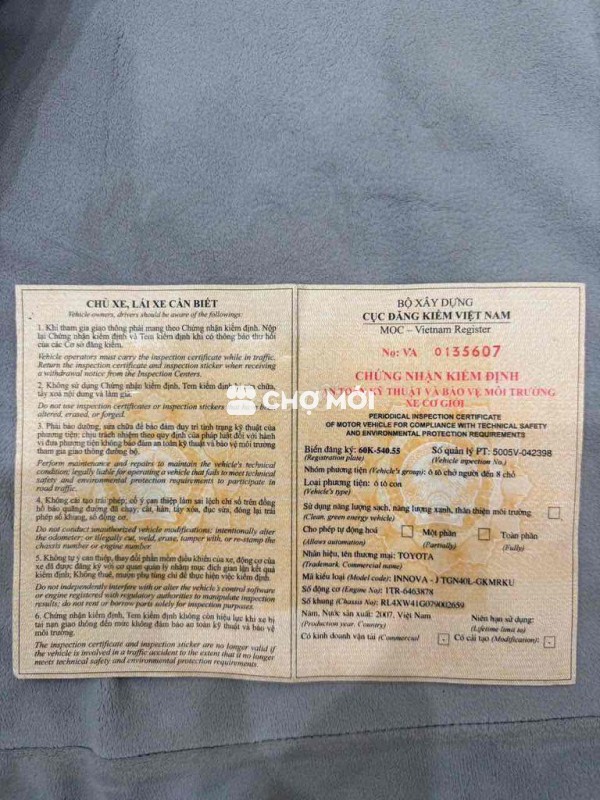 CHỦ XE, LÁI XE CẦN BIẾT
Vehicle owners, drivers should be aware of the followings:
1. Khi tham gia giao thông phải mang theo Chứng nhận kiểm định. Nộp
lại Chứng nhận kiểm định và Tem kiểm định khi có thông báo thu hồi
của các Cơ sở đăng kiểm.
Vehicle operators must carry the inspection certificate while in traffic.
Return the inspection certificate and inspection sticker when receiving
a withdrawal notice from the Inspection Centers.
2. Không sử dụng Chứng nhận kiểm định, Tem kiểm định sửa chữa,
tẩy xoá nội dung và làm giả.
Do not use inspection certificates or inspection stickers
altered, erased, or forged.
3. Phải bảo dưỡng, sửa chữa để bảo đảm duy trì tình trạng kỹ thuật của
phương tiện; chịu trách nhiệm theo quy định của pháp luật đối với hành
vi đưa phương tiện không bảo đảm an toàn kỹ thuật và bảo vệ môi trường
tham gia giao thông đường bộ.
Perform maintenance and repairs to maintain the vehicle's technical
condition; legally liable for operating a vehicle that fails to meet technical
safety and environmental protection requirements to participate in
road traffic.
4. Không cải tạo trái phép; cố ý can thiệp làm sai lệch chỉ số trên đồng
hồ báo quãng đường đã chạy; cắt, hàn, tẩy xóa, đục sửa, đóng lại trái
phép số khung, số động cơ.
Do not conduct unauthorized vehicle modifications; intentionally alter
the odometer; or illegally cut, weld, erase, tamper with, or re-stamp the
chassis number or engine number.
5. Không tự ý can thiệp, thay đổi phần mềm điều khiển của xe, động cơ của
xe đã được đăng ký với cơ quan quản lý nhằm mục đích gian lận kết quả
kiểm định; Không thuê, mượn phụ tùng chỉ để thực hiện việc kiểm định.
Do not independently interfere with or alter the vehicle's control software
or engine registered with regulatory authorities to manipulate inspection
results; do not rent or borrow parts solely for inspection purposes.
6. Chứng nhận kiểm định, Tem kiểm định không còn hiệu lực khi xe bị
tai nạn giao thông đến mức không đảm bảo an toàn kỹ thuật và bảo vệ
môi trường.
The inspection certificate and inspection sticker are no longer valid if
the vehicle is involved in a traffic accident to the extent that it no longer
meets technical safety and environmental protection requirements
CHỢ MỚI
BỘ XÂY DỰNG
CỤC ĐĂNG KIỂM VIỆT NAM
MOC – Vietnam Register
No: VA 0135607
CHỨNG NHẬN KIỂM ĐỊNH
AN TOÀN KỸ THUẬT VÀ BẢO VỆ MÔI TRƯỜNG
XE CƠ GIỚI
PERIODICAL INSPECTION CERTIFICATE
OF MOTOR VEHICLE FOR COMPLIANCE WITH TECHNICAL SAFETY
AND ENVIRONMENTAL PROTECTION REQUIREMENTS
Biển đăng ký: 60K-540.55 Số quản lý PT: 5005V-042398
(Registration plate) (Vehicle inspection No.)
Nhóm phương tiện (Vehicle's group): ô tô chở người đến 8 chỗ
Loại phương tiện: ô tô con
(Vehicle's type)
Sử dụng năng lượng sạch, năng lượng xanh, thân thiện môi trường
(Clean, green energy vehicle)
Cho phép tự động hoá Một phần Toàn phần
(Allows automation) (Partially) (Fully)
Nhãn hiệu, tên thương mại: TOYOTA
(Trademark, Commercial name)
Mã kiểu loại (Model code): INNOVA - J TGN40L-GKMRKU
Số động cơ (Engine No): 1TR-6463878
Số khung (Chassis No): RL4XW41G079002659
Năm, Nước sản xuất: 2007, Việt Nam Niên hạn sử dụng:
(Production year, Country) (Lifetime limit to)
Có kinh doanh vận tải (Commercial - Có cải tạo (Modification): -